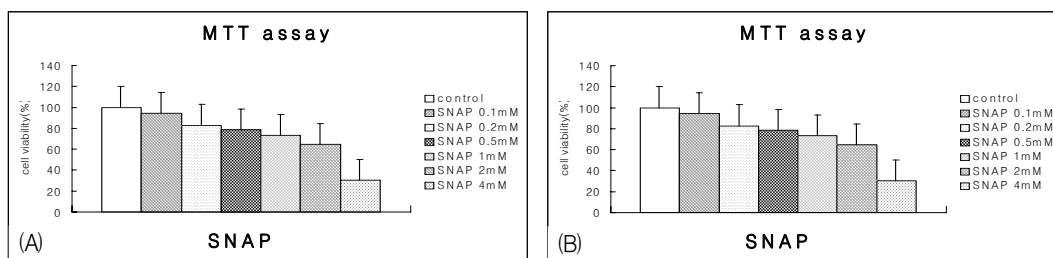 MTT assay
140
120
100
80
60
40
20
0
cell viability(%,
control
SNAP 0.1mM
SNAP 0.2mM
SNAP 0.5mM
SNAP 1mM
SNAP 2mM
SNAP 4mM
(A)
SNAP
MTT assay
140
120
100
80
60
40
20
0
cell viability(%,
control
SNAP 0.1mM
SNAP 0.2mM
SNAP 0.5mM
SNAP 1mM
SNAP 2mM
SNAP 4mM
(B)
SNAP